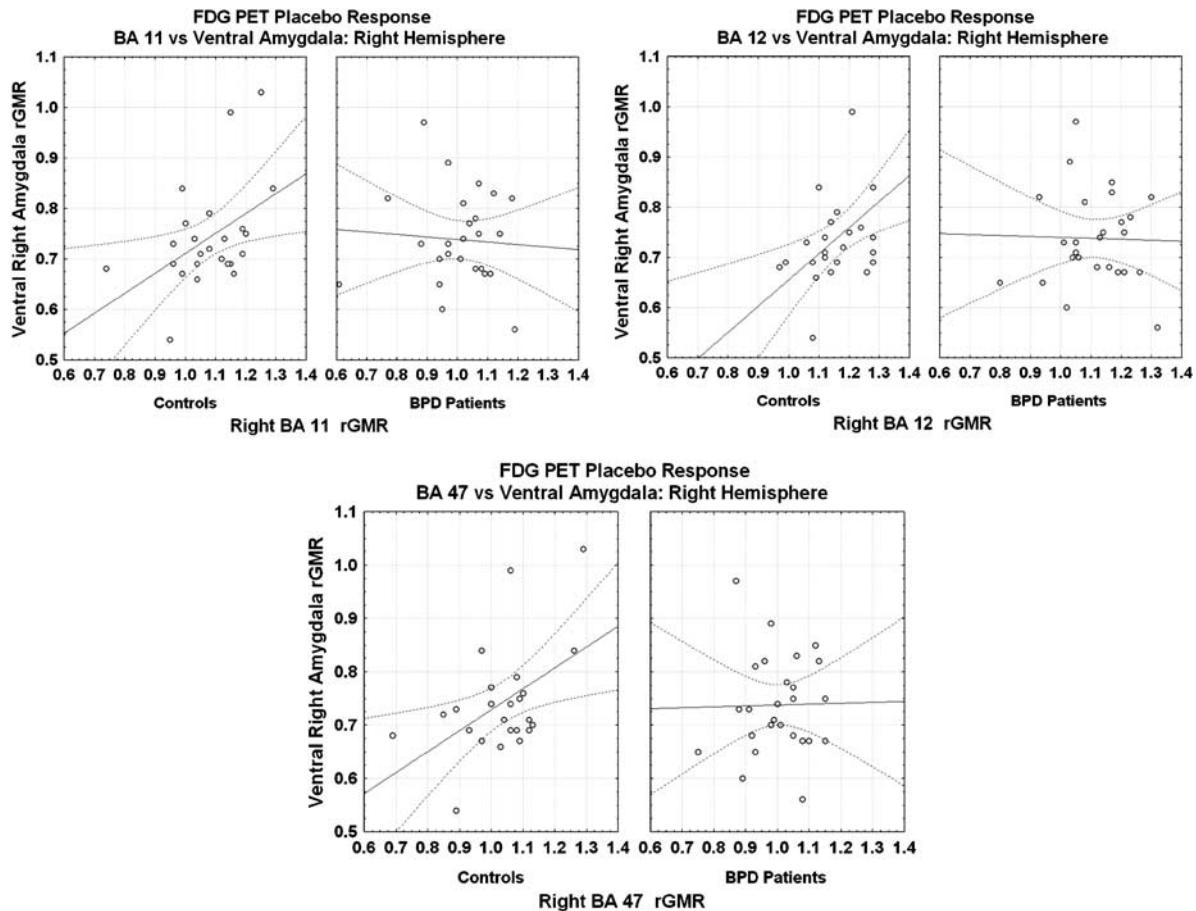 FDG PET Placebo Response
BA 11 vs Ventral Amygdala: Right Hemisphere
Ventral Right Amygdala rGMR
1.1
1.0
0.9
0.8
0.7
0.6
0.5
0.6 0.7 0.8 0.9 1.0 1.1 1.2 1.3 1.4
0.6 0.7 0.8 0.9 1.0 1.1 1.2 1.3 1.4
Controls
BPD Patients
Right BA 11 rGMR
FDG PET Placebo Response
BA 12 vs Ventral Amygdala: Right Hemisphere
Ventral Right Amygdala rGMR
1.1
1.0
0.9
0.8
0.7
0.6
0.5
0.6 0.7 0.8 0.9 1.0 1.1 1.2 1.3 1.4
0.6 0.7 0.8 0.9 1.0 1.1 1.2 1.3 1.4
Controls
BPD Patients
Right BA 12 rGMR
FDG PET Placebo Response
BA 47 vs Ventral Amygdala: Right Hemisphere
Ventral Right Amygdala rGMR
1.1
1.0
0.9
0.8
0.7
0.6
0.5
0.6 0.7 0.8 0.9 1.0 1.1 1.2 1.3 1.4
0.6 0.7 0.8 0.9 1.0 1.1 1.2 1.3 1.4
Controls
BPD Patients
Right BA 47 rGMR